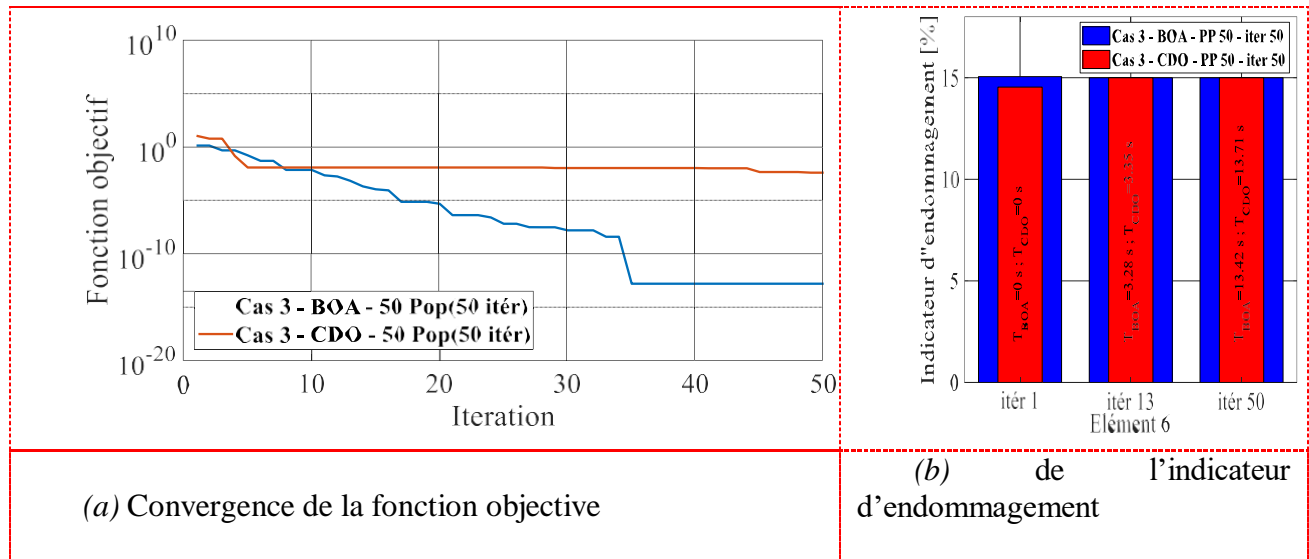 10^10
10^0
10^-10
10^-20
Fonction objectif
Cas 3 - BOA - 50 Pop(50 itér)
Cas 3 - CDO - 50 Pop(50 itér)
0
10
20
30
40
50
Iteration
Indicateur d"endommagement [%]
15
10
5
0
Cas 3 - BOA - PP 50 - iter 50
Cas 3 - CDO - PP 50 - iter 50
T_BOA=0 s ; T_CDO=0 s
T_BOA=3.28 s ; T_CDO=3.35 s
T_BOA=13.42 s ; T_CDO=13.71 s
itér 1
itér 13
itér 50
Elément 6
(a) Convergence de la fonction objective
(b) de l’indicateur
d’endommagement